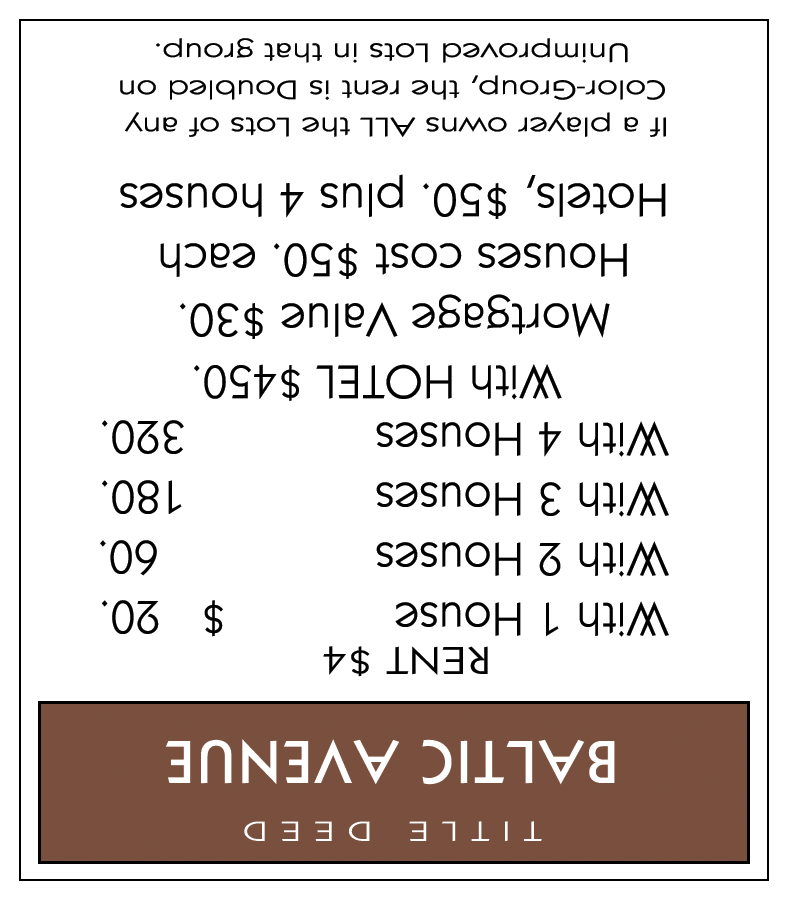 TITLE DEED
BALTIC AVENUE
RENT $4
With 1 House $ 20.
With 2 Houses 60.
With 3 Houses 180.
With 4 Houses 320.
With HOTEL $450.
Mortgage Value $30.
Houses cost $50. each
Hotels, $50. plus 4 houses
If a player owns ALL the Lots of any
Color-Group, the rent is Doubled on
Unimproved Lots in that group.